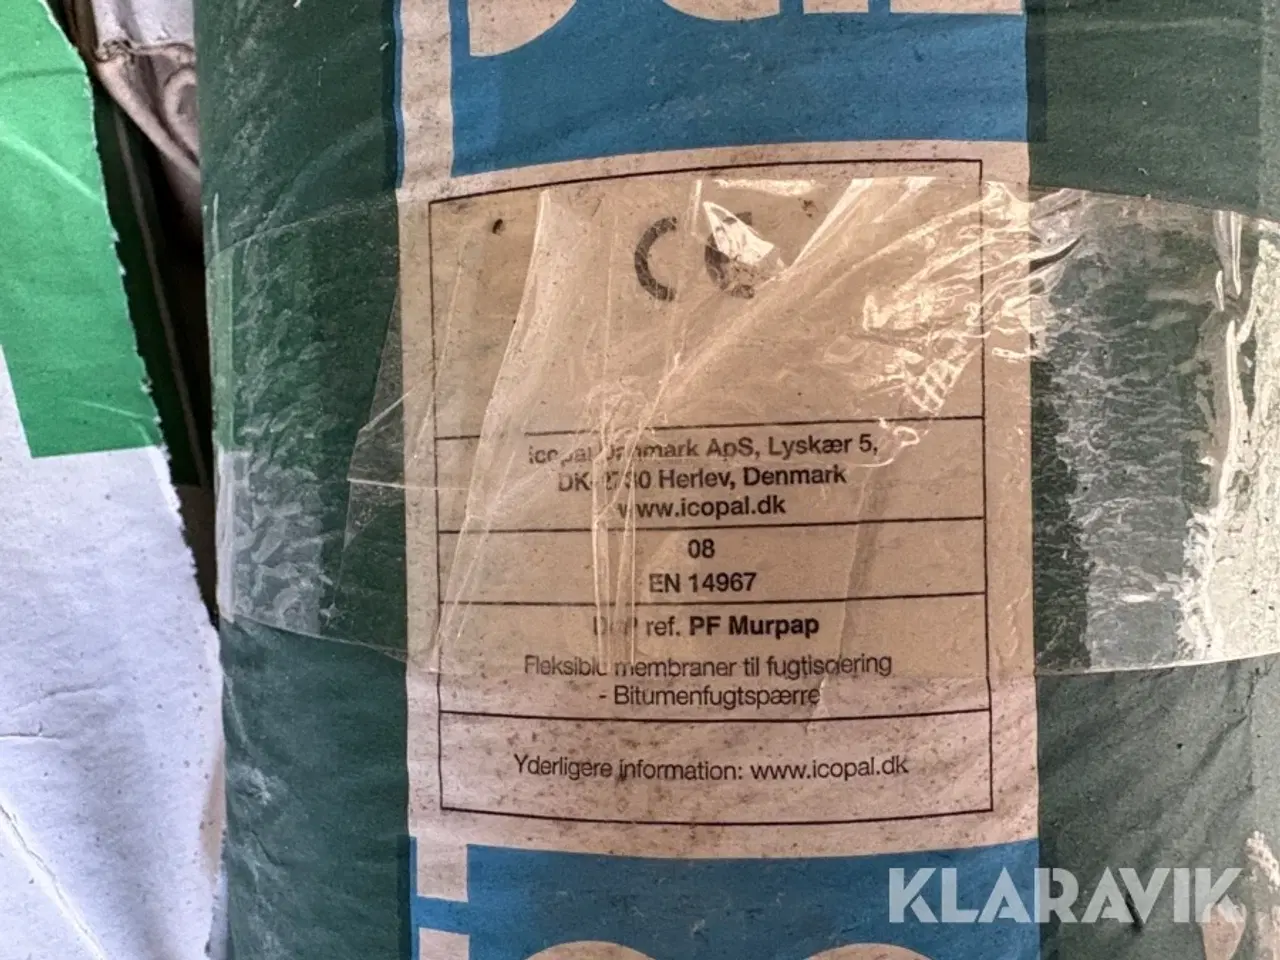 CE
Icopal Danmark ApS, Lyskær 5,
DK-2730 Herlev, Denmark
www.icopal.dk
08
EN 14967
DoP ref. PF Murpap
Fleksible membraner til fugtisolering
- Bitumenfugtspærre
Yderligere information: www.icopal.dk
KLARAVIK